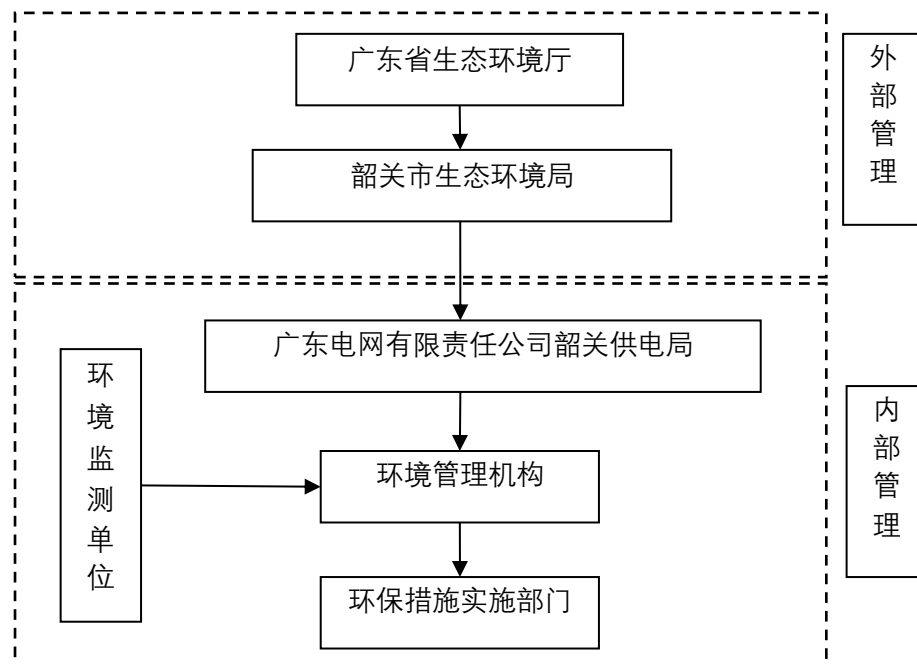 广东省生态环境厅
韶关市生态环境局
外部管理
广东电网有限责任公司韶关供电局
环境监测单位
环境管理机构
环保措施实施部门
内部管理